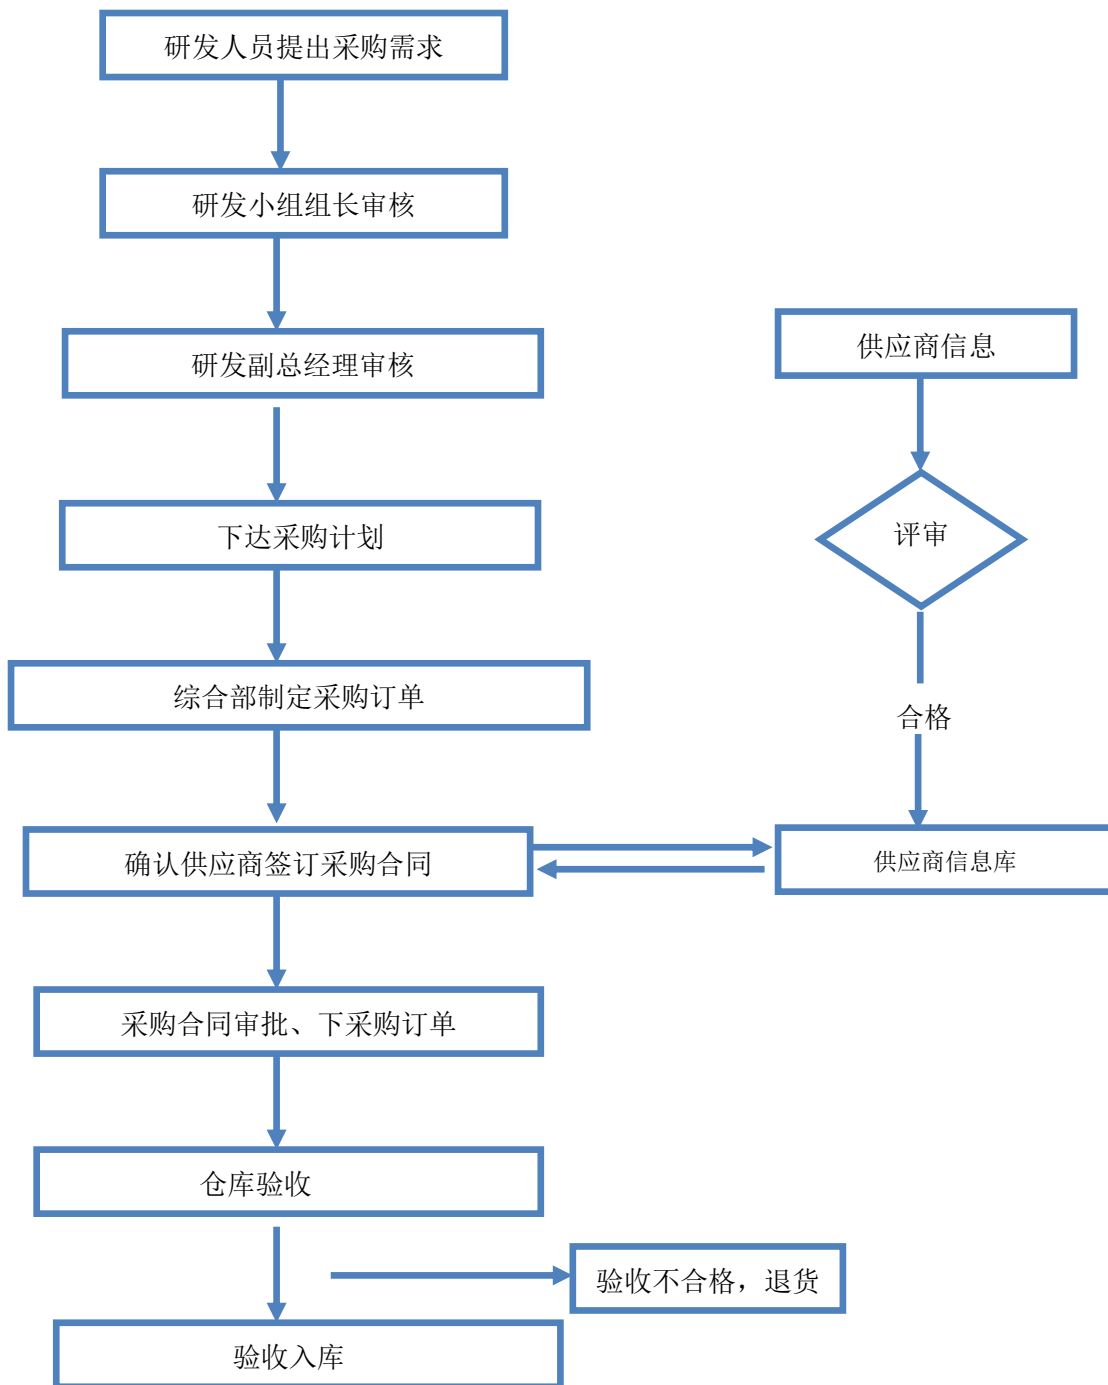 研发人员提出采购需求
研发小组组长审核
研发副总经理审核
供应商信息
评审
下达采购计划
综合部制定采购订单
合格
确认供应商签订采购合同
供应商信息库
采购合同审批、下采购订单
仓库验收
验收不合格，退货
验收入库